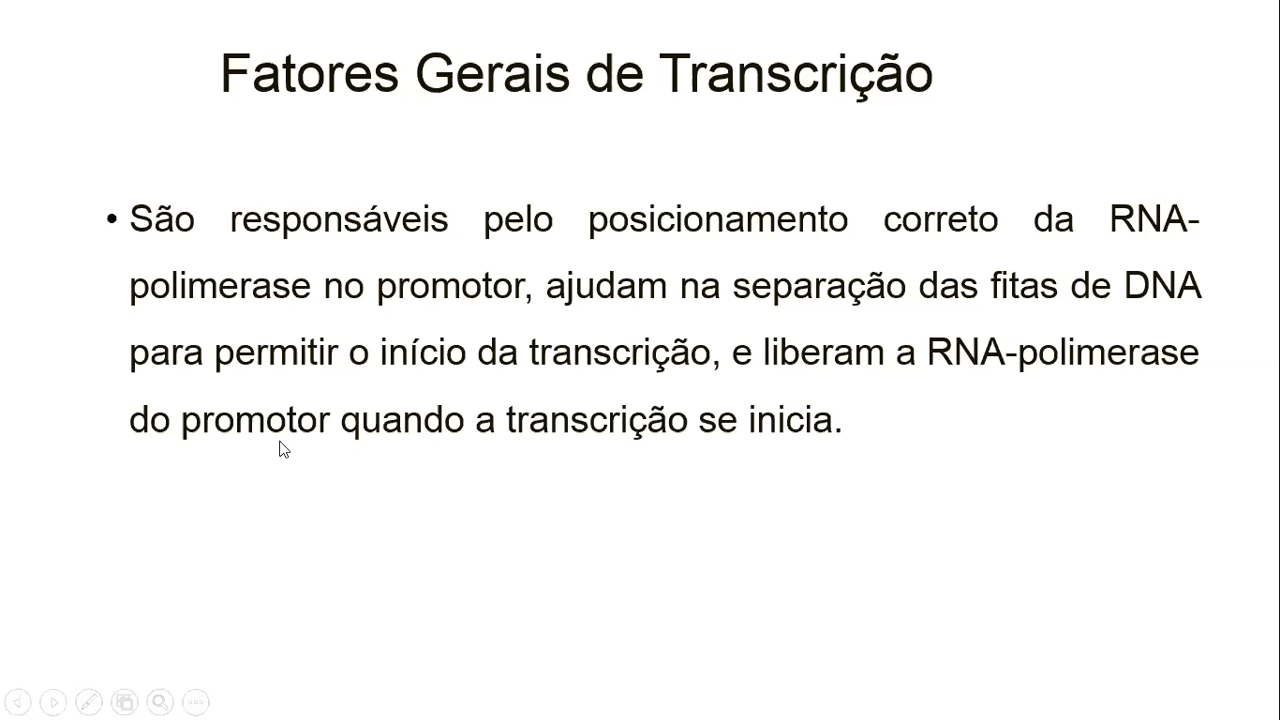 Fatores Gerais de Transcrição
• São responsáveis pelo posicionamento correto da RNA-
polimerase no promotor, ajudam na separação das fitas de DNA
para permitir o início da transcrição, e liberam a RNA-polimerase
do promotor quando a transcrição se inicia.